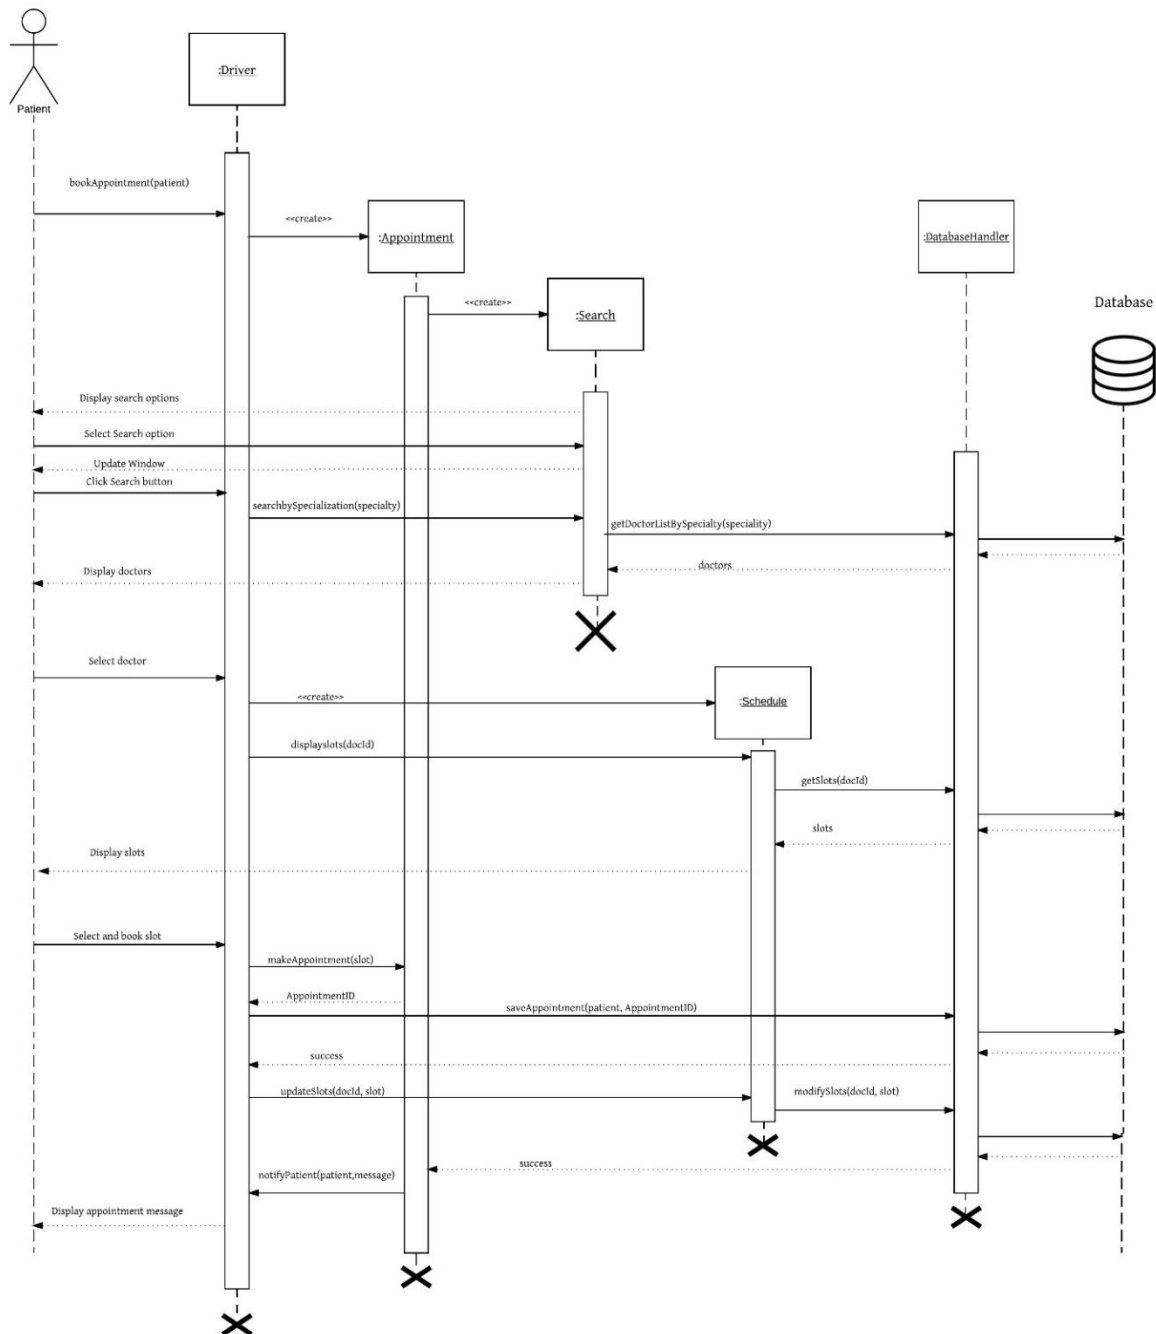 Patient
:Driver
bookAppointment(patient)
<<create>>
:Appointment
:DatabaseHandler
<<create>>
:Search
Database
Display search options
Select Search option
Update Window
Click Search button
searchbySpecialization(specialty)
getDoctorListBySpecialty(speciality)
doctors
Display doctors
Select doctor
<<create>>
:Schedule
displayslots(docId)
getSlots(docId)
slots
Display slots
Select and book slot
makeAppointment(slot)
AppointmentID
saveAppointment(patient, AppointmentID)
success
updateSlots(docId, slot)
modifySlots(docId, slot)
success
notifyPatient(patient,message)
Display appointment message